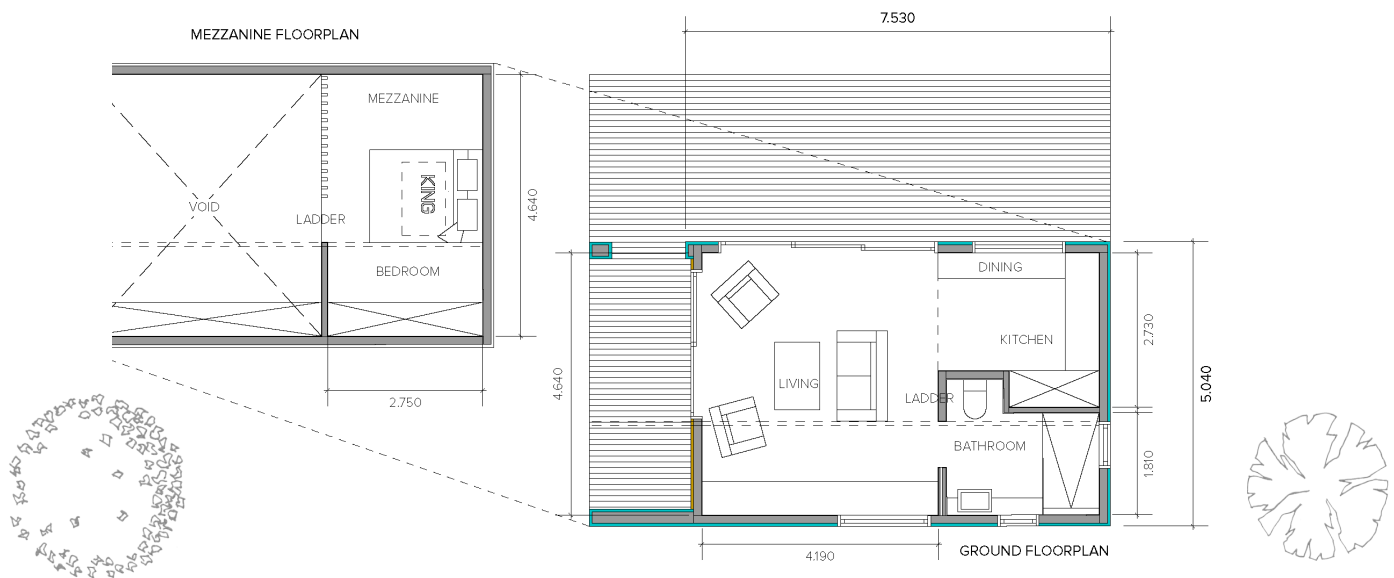 7.530
MEZZANINE FLOORPLAN
MEZZANINE
KING
VOID
LADDER
4.640
BEDROOM
2.750
DINING
KITCHEN
2.730
LIVING
LADDER
4.640
5.040
BATHROOM
1.810
4.190
GROUND FLOORPLAN